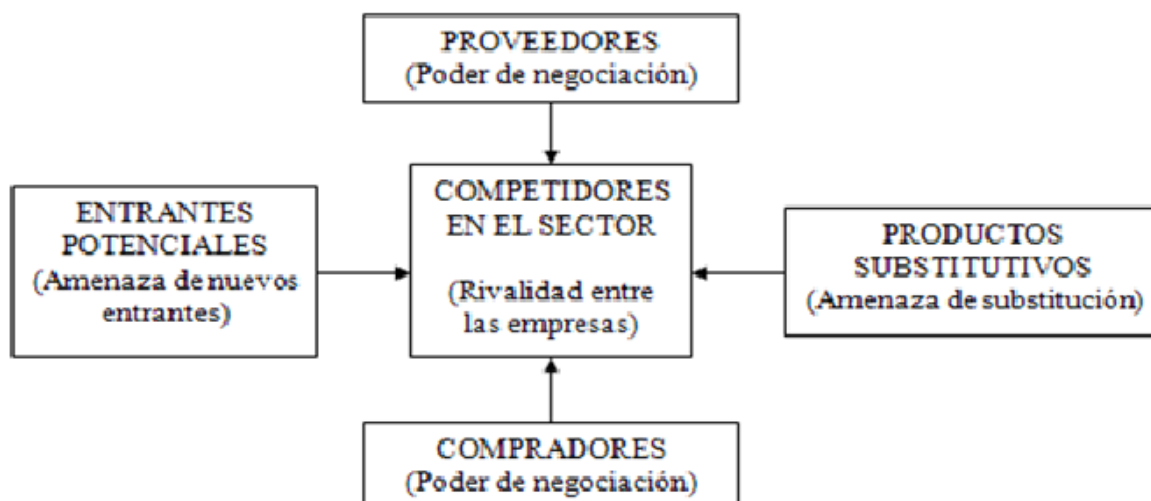 PROVEEDORES
(Poder de negociación)
ENTRANTES
POTENCIALES
(Amenaza de nuevos
entrantes)
COMPETIDORES
EN EL SECTOR
(Rivalidad entre
las empresas)
PRODUCTOS
SUBSTITUTIVOS
(Amenaza de substitución)
COMPRADORES
(Poder de negociación)